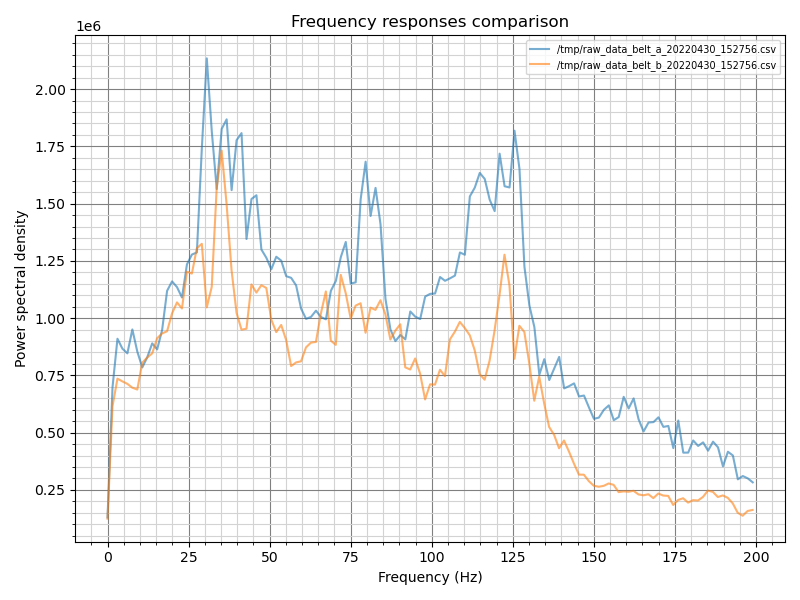 Frequency responses comparison
1e6
/tmp/raw_data_belt_a_20220430_152756.csv
/tmp/raw_data_belt_b_20220430_152756.csv
2.00
1.75
1.50
1.25
1.00
0.75
0.50
0.25
Power spectral density
0 25 50 75 100 125 150 175 200
Frequency (Hz)